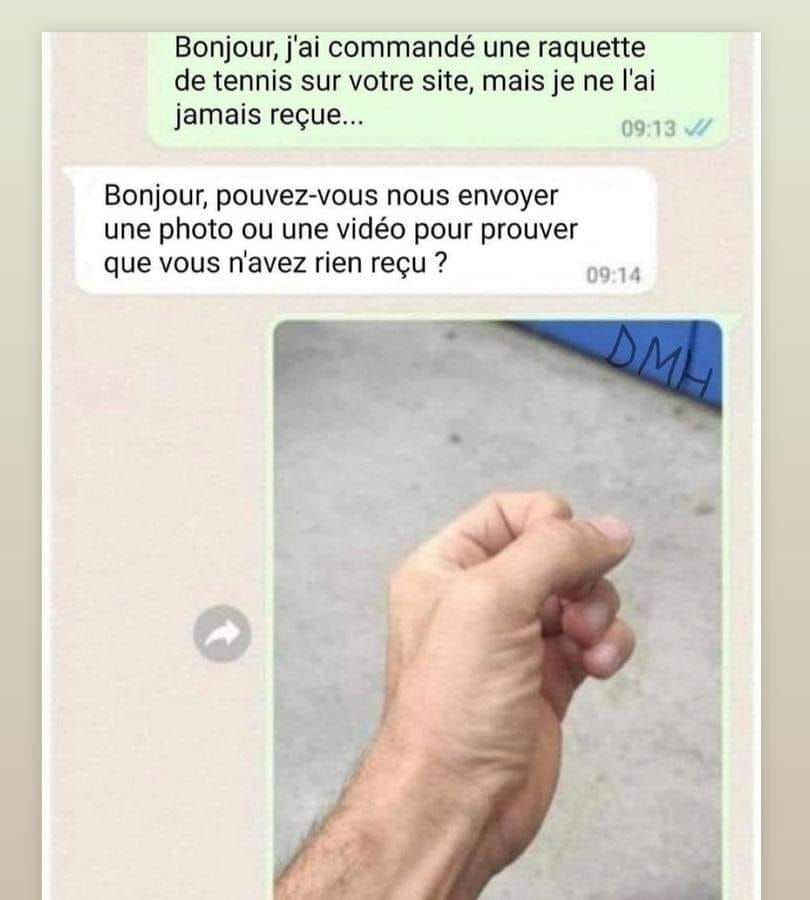 Bonjour, j'ai commandé une raquette
de tennis sur votre site, mais je ne l'ai
jamais reçue...
09:13
Bonjour, pouvez-vous nous envoyer
une photo ou une vidéo pour prouver
que vous n'avez rien reçu ?
09:14
DMH